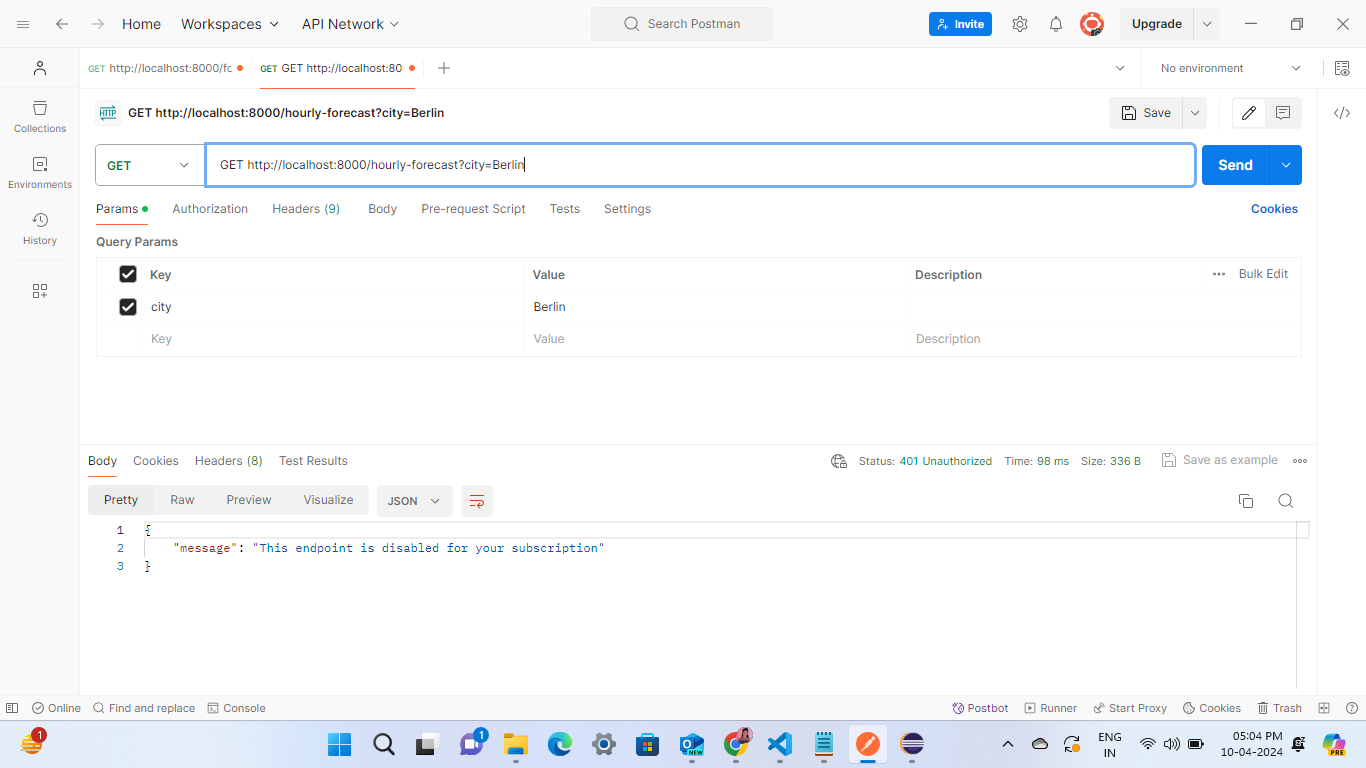 Home Workspaces API Network Search Postman Invite Upgrade
GET http://localhost:8000/fc GET GET http://localhost:80 No environment
HTTP GET http://localhost:8000/hourly-forecast?city=Berlin Save
GET GET http://localhost:8000/hourly-forecast?city=Berlin Send
Params Authorization Headers (9) Body Pre-request Script Tests Settings Cookies
Query Params
Key Value Description Bulk Edit
city Berlin
Key Value Description
Collections
Environments
History
Body Cookies Headers (8) Test Results Status: 401 Unauthorized Time: 98 ms Size: 336 B Save as example
Pretty Raw Preview Visualize JSON
1 {
2 "message": "This endpoint is disabled for your subscription"
3 }
Online Find and replace Console Postbot Runner Start Proxy Cookies Trash
1 1 NEW ENG 05:04 PM
IN 10-04-2024 PRE